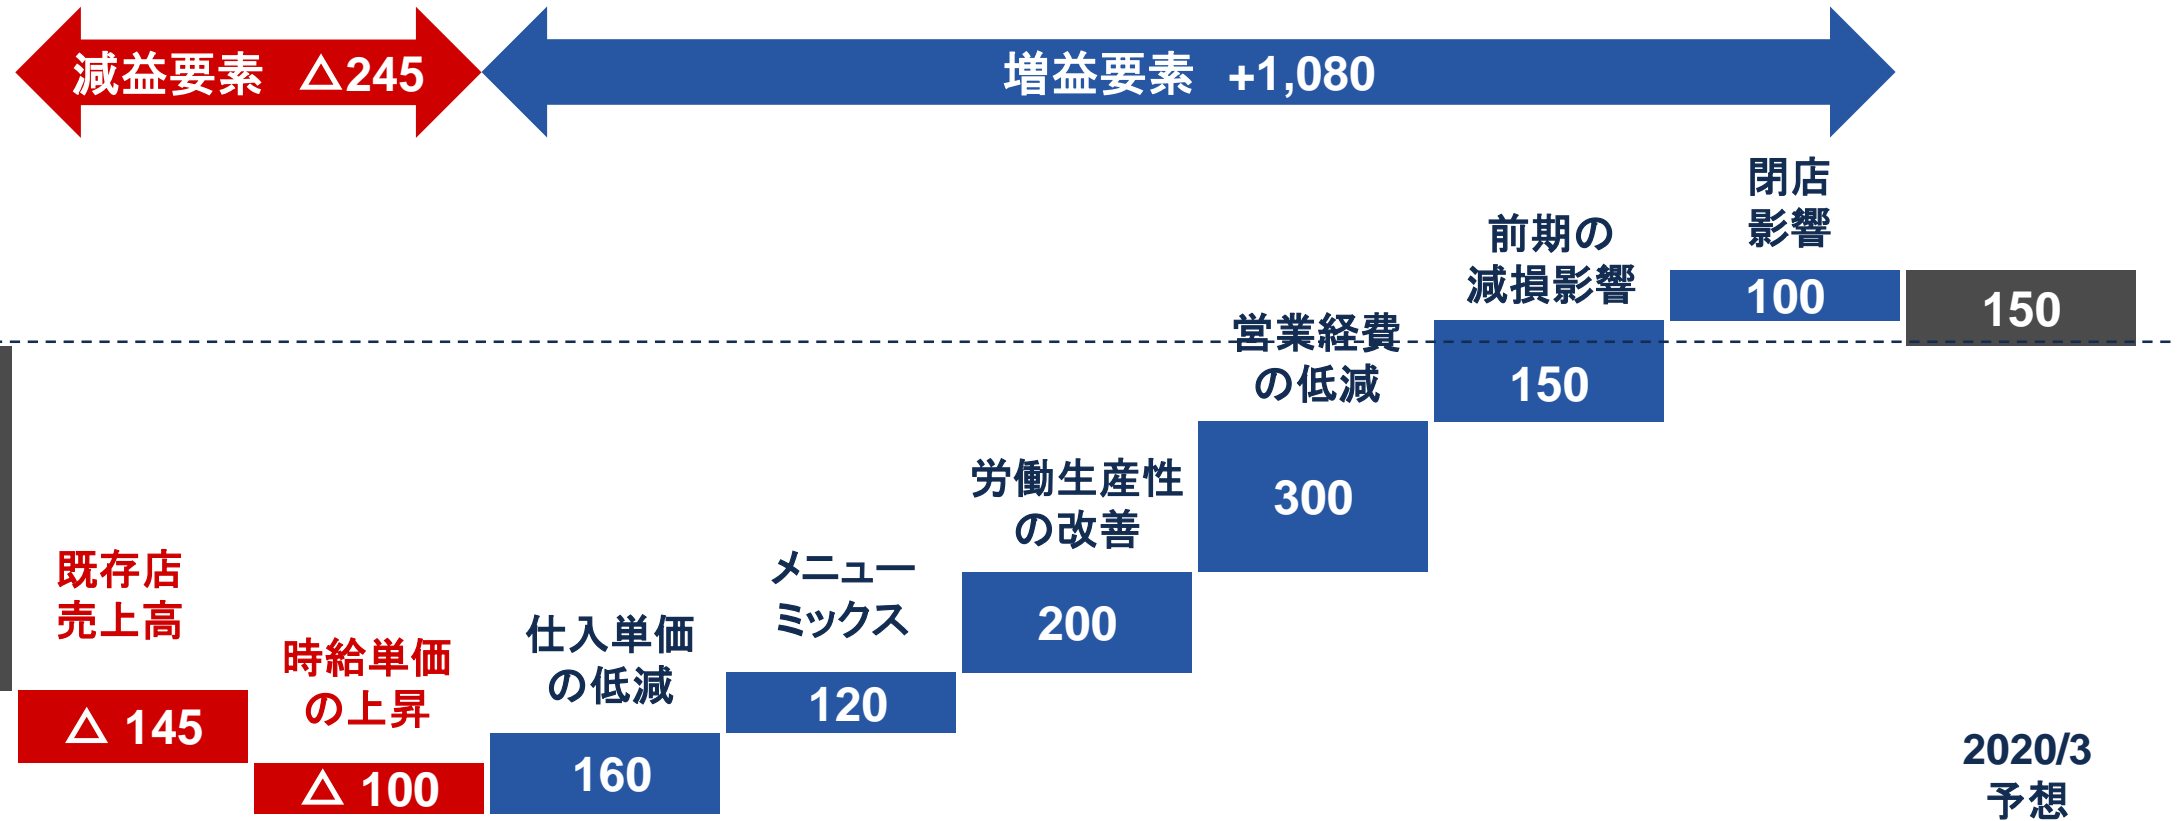 減益要素 △245
増益要素 +1,080
既存店
売上高
△ 145
時給単価
の上昇
△ 100
仕入単価
の低減
160
メニュー
ミックス
120
労働生産性
の改善
200
営業経費
の低減
300
前期の
減損影響
150
閉店
影響
100
150
2020/3
予想